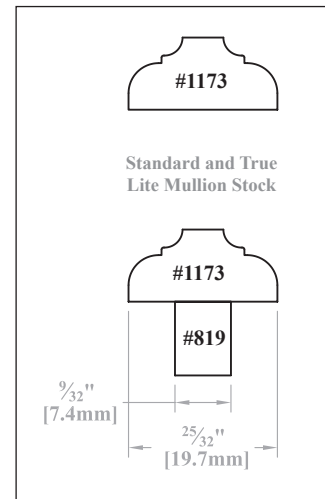 #1173
Standard and True
Lite Mullion Stock
#1173
#819
9/32"
[7.4mm]
25/32"
[19.7mm]